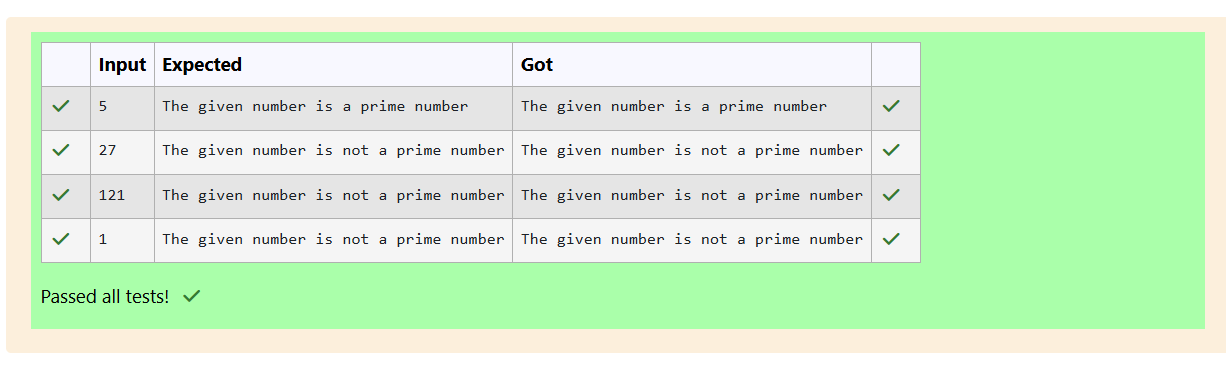 Input Expected Got
5 The given number is a prime number The given number is a prime number
27 The given number is not a prime number The given number is not a prime number
121 The given number is not a prime number The given number is not a prime number
1 The given number is not a prime number The given number is not a prime number
Passed all tests!